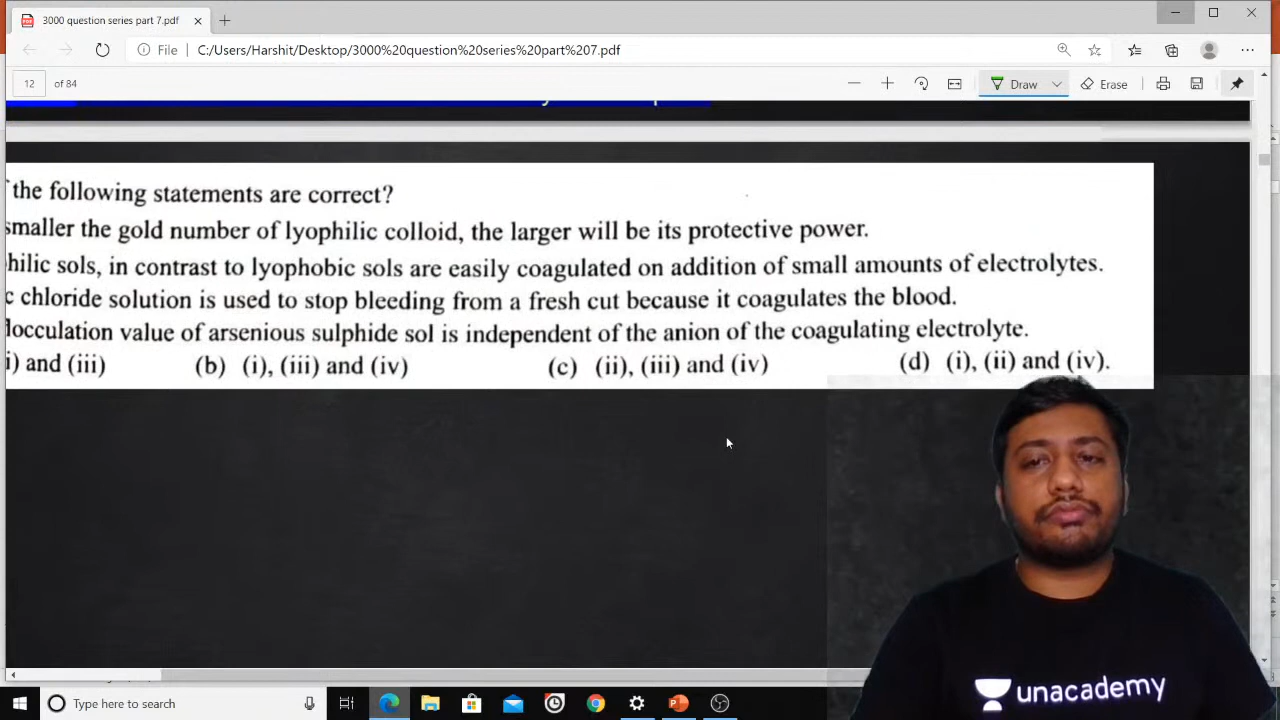 3000 question series part 7.pdf
File
C:/Users/Harshit/Desktop/3000%20question%20series%20part%207.pdf
12 of 84
Draw
Erase
the following statements are correct?
smaller the gold number of lyophilic colloid, the larger will be its protective power.
hilic sols, in contrast to lyophobic sols are easily coagulated on addition of small amounts of electrolytes.
c chloride solution is used to stop bleeding from a fresh cut because it coagulates the blood.
locculation value of arsenious sulphide sol is independent of the anion of the coagulating electrolyte.
i) and (iii) (b) (i), (iii) and (iv) (c) (ii), (iii) and (iv) (d) (i), (ii) and (iv).
unacademy
Type here to search